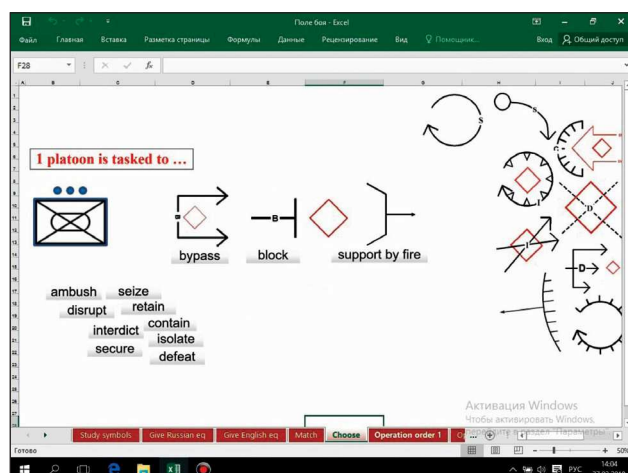 Поле боя - Excel
Файл Главная Вставка Разметка страницы Формулы Данные Рецензирование Вид Помощник... Вход Общий доступ
F28
fx
1 platoon is tasked to ...
S
S
C
I
D
B
I
D
bypass block support by fire
ambush seize
disrupt retain
interdict contain
isolate
secure defeat
Активация Windows
Чтобы активировать Windows,
Study symbols Give Russian eq Give English eq Match Choose Operation order 1
Готово
50%
РУС 14:04